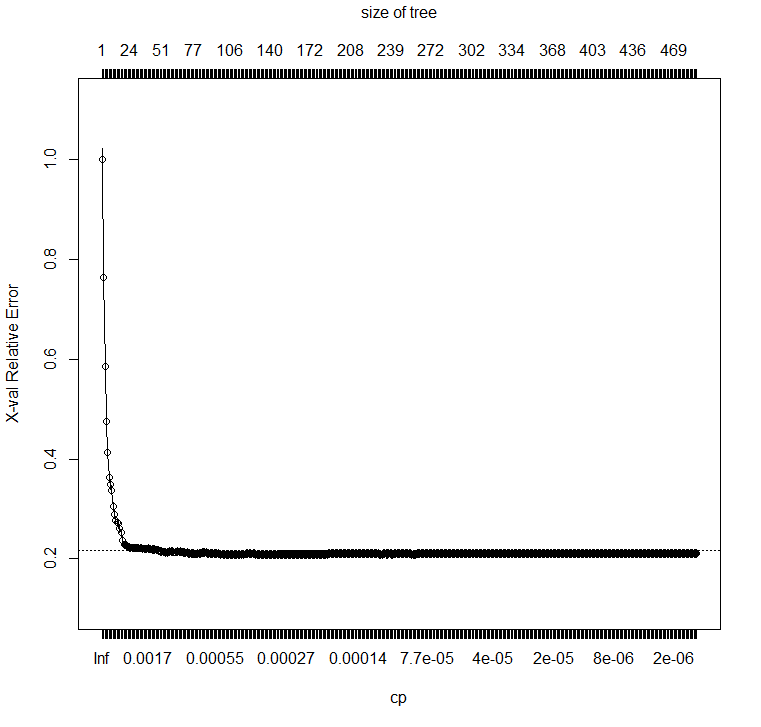 size of tree
1 24 51 77 106 140 172 208 239 272 302 334 368 403 436 469
X-val Relative Error
1.0
0.8
0.6
0.4
0.2
Inf 0.0017 0.00055 0.00027 0.00014 7.7e-05 4e-05 2e-05 8e-06 2e-06
cp